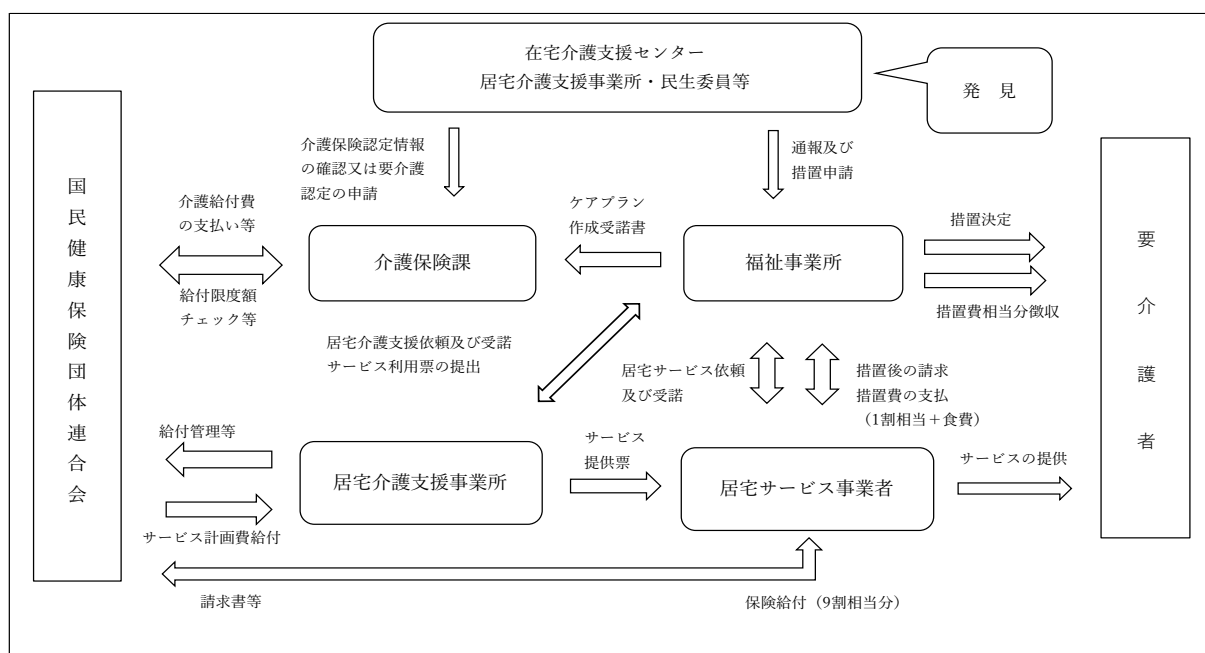 在宅介護支援センター
居宅介護支援事業所・民生委員等
発　見
国民健康保険団体連合会
介護保険認定情報
の確認又は要介護
認定の申請
通報及び
措置申請
介護給付費
の支払い等
ケアプラン
作成受諾書
措置決定
要介護者
介護保険課
福祉事業所
給付限度額
チェック等
措置費相当分徴収
居宅介護支援依頼及び受諾
サービス利用票の提出
居宅サービス依頼
及び受諾
措置後の請求
措置費の支払
（1割相当＋食費）
給付管理等
サービス
提供票
サービスの提供
居宅介護支援事業所
居宅サービス事業者
サービス計画費給付
請求書等
保険給付（9割相当分）